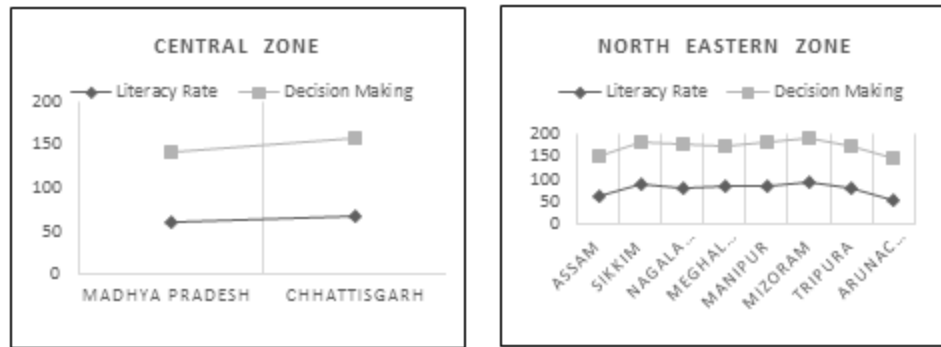 CENTRAL ZONE
Literacy Rate Decision Making
200
150
100
50
0
MADHYA PRADESH CHHATTISGARH
NORTH EASTERN ZONE
Literacy Rate Decision Making
200
150
100
50
0
ASSAM
SIKKIM
NAGALA...
MEGHAL...
MANIPUR
MIZORAM
TRIPURA
ARUNAC...